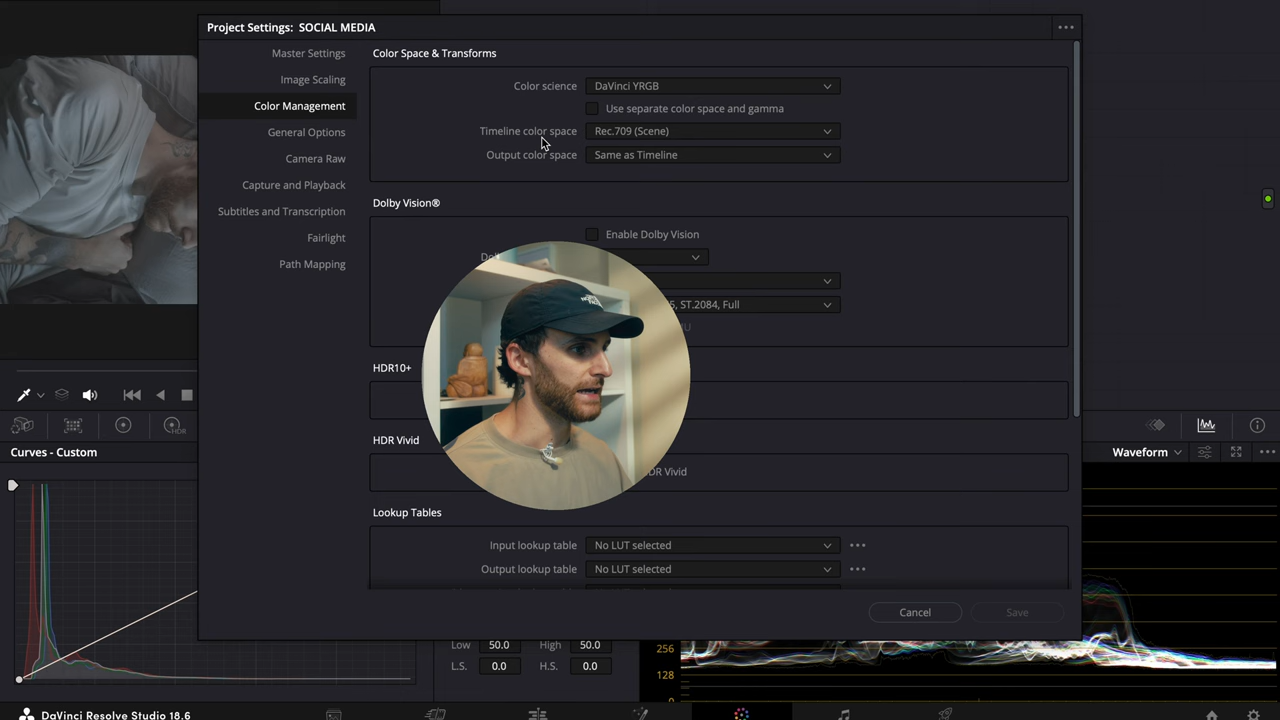 Project Settings: SOCIAL MEDIA
Master Settings
Image Scaling
Color Management
General Options
Camera Raw
Capture and Playback
Subtitles and Transcription
Fairlight
Path Mapping
Color Space & Transforms
Color science DaVinci YRGB
Use separate color space and gamma
Timeline color space Rec.709 (Scene)
Output color space Same as Timeline
Dolby Vision®
Enable Dolby Vision
ST.2084, Full
HDR10+
HDR Vivid
HDR Vivid
Lookup Tables
Input lookup table No LUT selected
Output lookup table No LUT selected
Cancel Save
HDR
Curves - Custom
Waveform
Low 50.0 High 50.0
L.S. 0.0 H.S. 0.0
256
128
0
DaVinci Resolve Studio 18.6